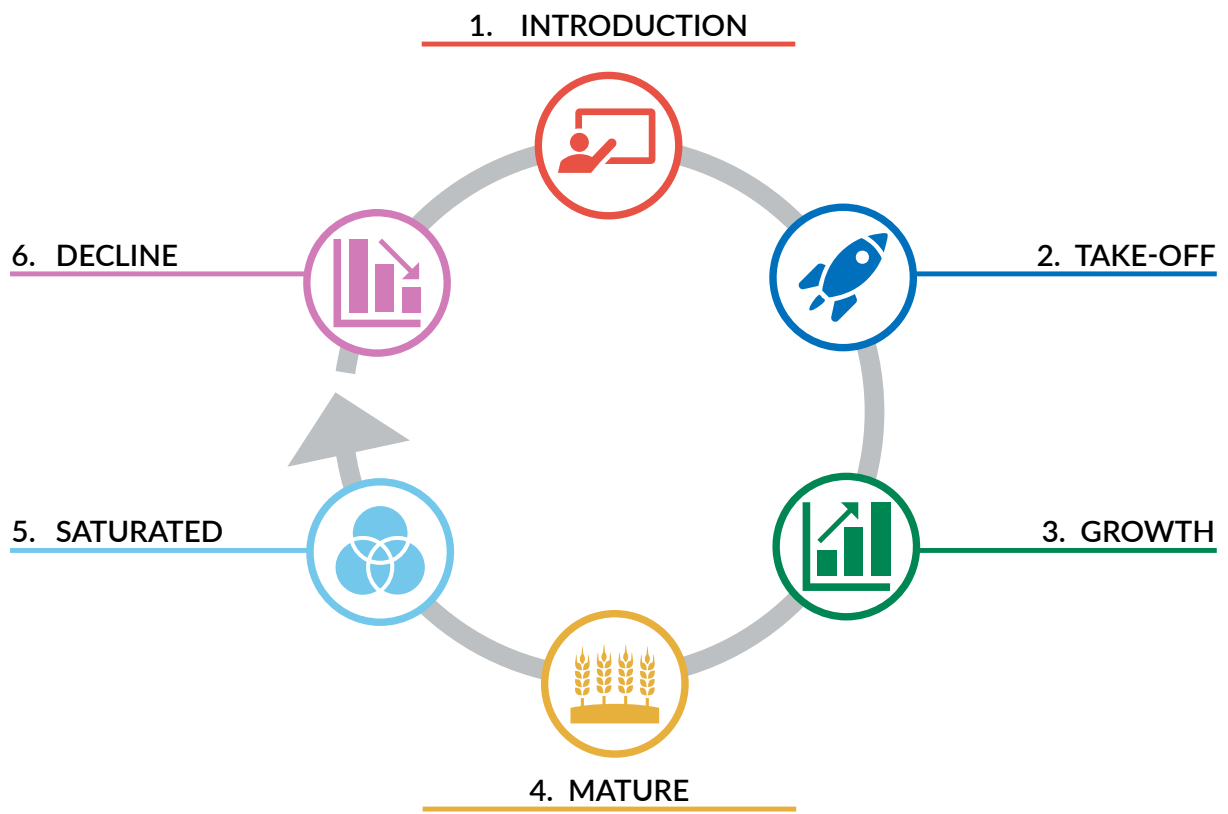 1. INTRODUCTION
2. TAKE-OFF
3. GROWTH
4. MATURE
5. SATURATED
6. DECLINE